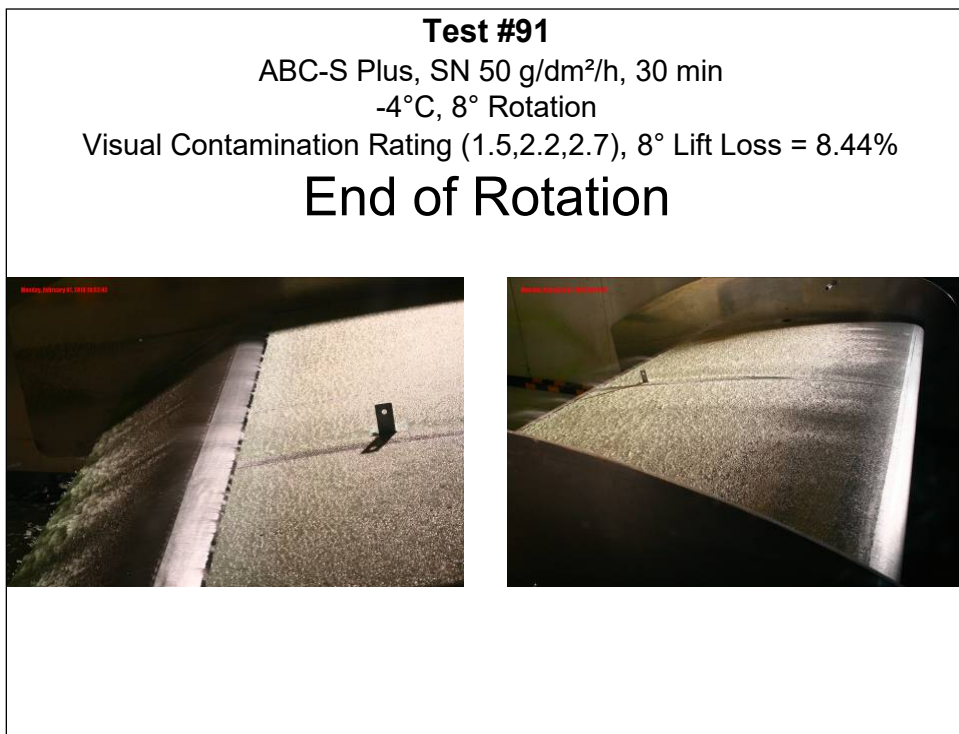 Test #91
ABC-S Plus, SN 50 g/dm²/h, 30 min
-4°C, 8° Rotation
Visual Contamination Rating (1.5,2.2,2.7), 8° Lift Loss = 8.44%
End of Rotation